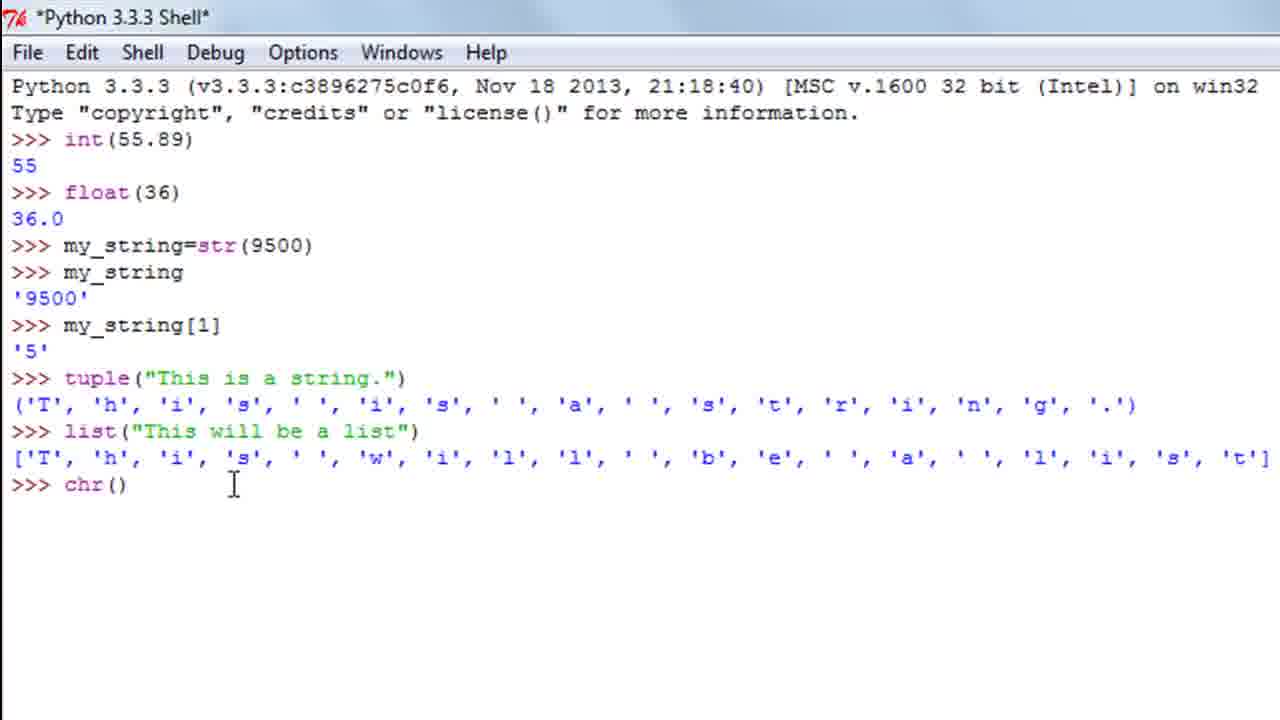 *Python 3.3.3 Shell*
File Edit Shell Debug Options Windows Help
Python 3.3.3 (v3.3.3:c3896275c0f6, Nov 18 2013, 21:18:40) [MSC v.1600 32 bit (Intel)] on win32
Type "copyright", "credits" or "license()" for more information.
>>> int(55.89)
55
>>> float(36)
36.0
>>> my_string=str(9500)
>>> my_string
'9500'
>>> my_string[1]
'5'
>>> tuple("This is a string.")
('T', 'h', 'i', 's', ' ', 'i', 's', ' ', 'a', ' ', 's', 't', 'r', 'i', 'n', 'g', '.')
>>> list("This will be a list")
['T', 'h', 'i', 's', ' ', 'w', 'i', 'l', 'l', ' ', 'b', 'e', ' ', 'a', ' ', 'l', 'i', 's', 't']
>>> chr()